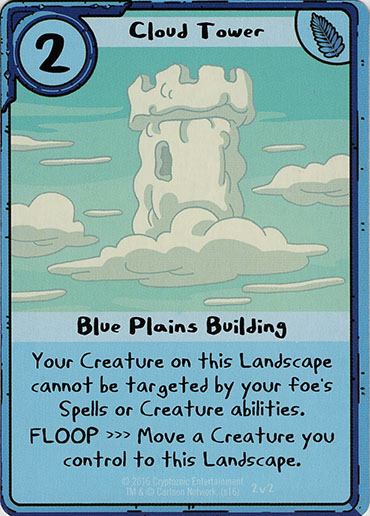 2
Cloud Tower
Blue Plains Building
Your Creature on this Landscape
cannot be targeted by your foe's
Spells or Creature abilities.
FLOOP >>> Move a Creature you
control to this Landscape.
© 2016 Cryptozoic Entertainment
TM & © Cartoon Network. (s16)
2v2